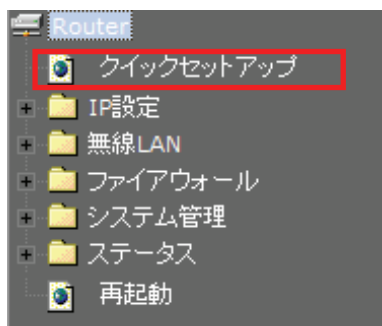 Router
クイックセットアップ
IP設定
無線LAN
ファイアウォール
システム管理
ステータス
再起動